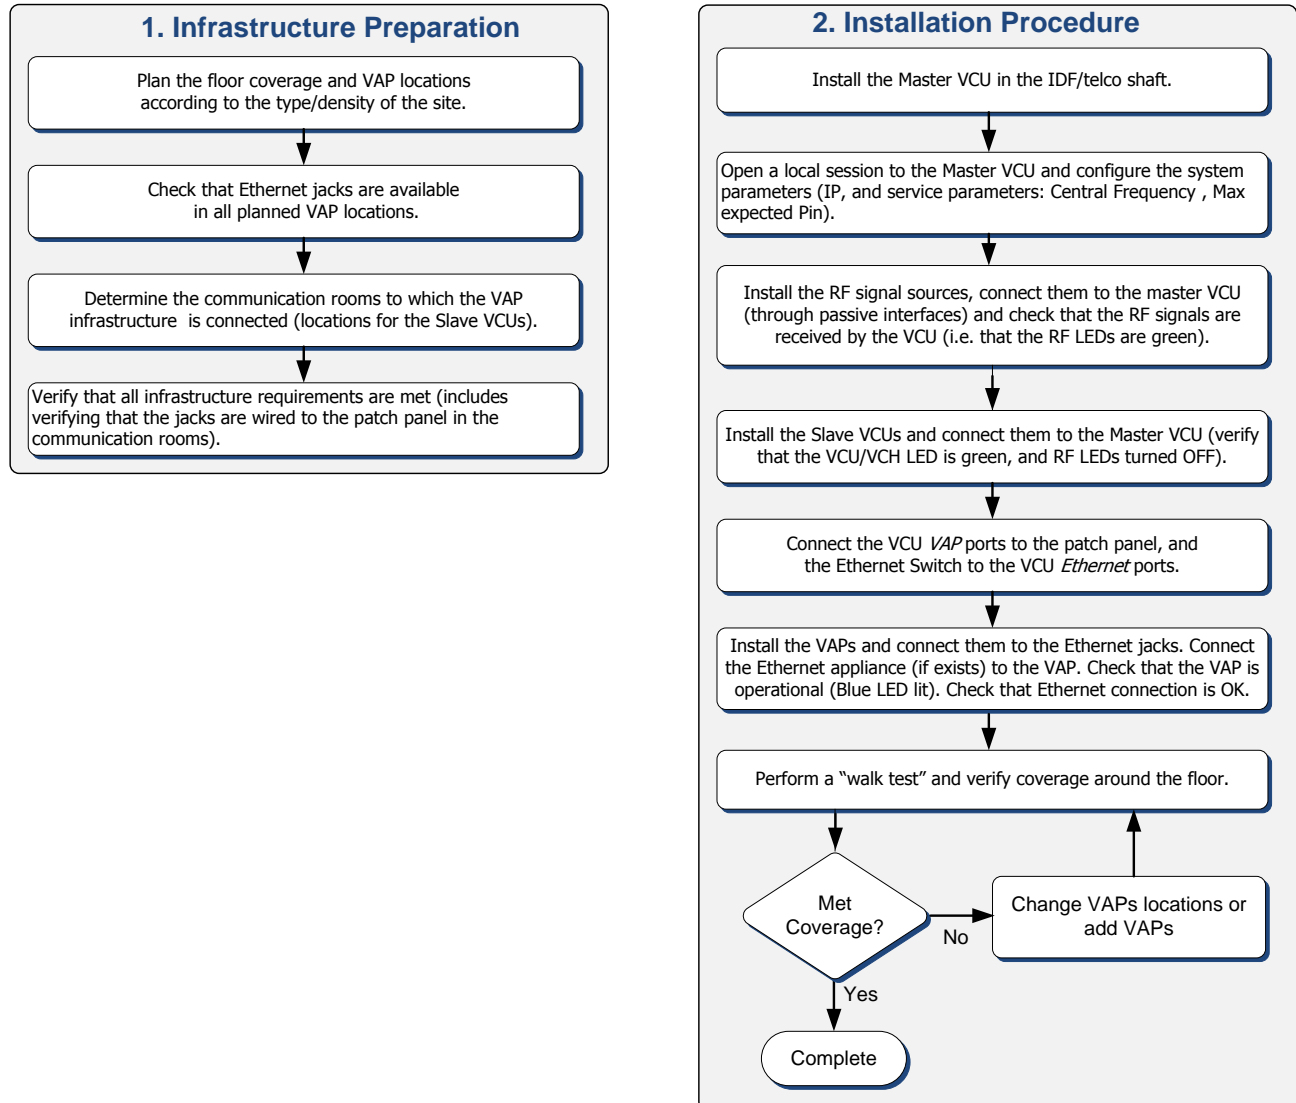 1. Infrastructure Preparation
Plan the floor coverage and VAP locations
according to the type/density of the site.
Check that Ethernet jacks are available
in all planned VAP locations.
Determine the communication rooms to which the VAP
infrastructure is connected (locations for the Slave VCUs).
Verify that all infrastructure requirements are met (includes
verifying that the jacks are wired to the patch panel in the
communication rooms).
2. Installation Procedure
Install the Master VCU in the IDF/telco shaft.
Open a local session to the Master VCU and configure the system
parameters (IP, and service parameters: Central Frequency , Max
expected Pin).
Install the RF signal sources, connect them to the master VCU
(through passive interfaces) and check that the RF signals are
received by the VCU (i.e. that the RF LEDs are green).
Install the Slave VCUs and connect them to the Master VCU (verify
that the VCU/VCH LED is green, and RF LEDs turned OFF).
Connect the VCU VAP ports to the patch panel, and
the Ethernet Switch to the VCU Ethernet ports.
Install the VAPs and connect them to the Ethernet jacks. Connect
the Ethernet appliance (if exists) to the VAP. Check that the VAP is
operational (Blue LED lit). Check that Ethernet connection is OK.
Perform a “walk test” and verify coverage around the floor.
Met
Coverage?
No
Change VAPs locations or
add VAPs
Yes
Complete